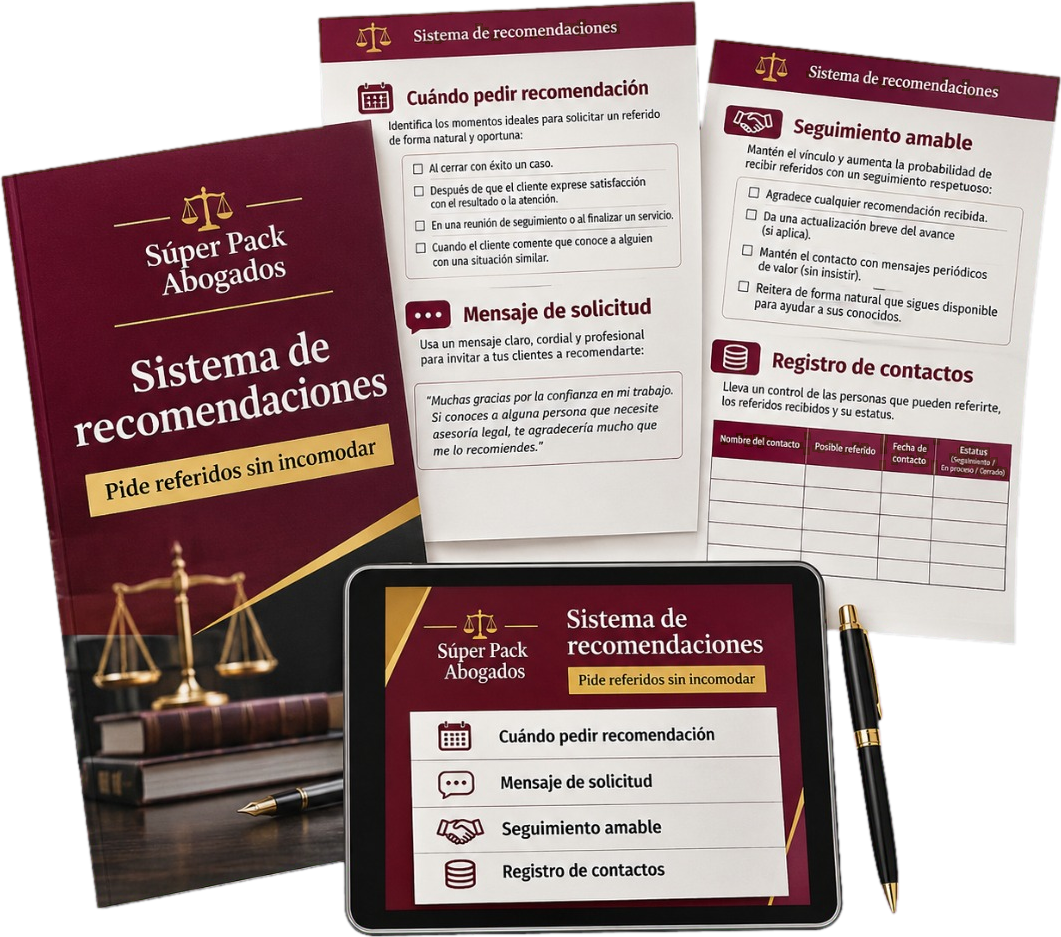 Súper Pack
Abogados
Sistema de
recomendaciones
Pide referidos sin incomodar
Sistema de recomendaciones
Cuándo pedir recomendación
Identifica los momentos ideales para solicitar un referido
de forma natural y oportuna:
Al cerrar con éxito un caso.
Después de que el cliente exprese satisfacción
con el resultado o la atención.
En una reunión de seguimiento o al finalizar un servicio.
Cuando el cliente comente que conoce a alguien
con una situación similar.
Mensaje de solicitud
Usa un mensaje claro, cordial y profesional
para invitar a tus clientes a recomendarte:
"Muchas gracias por la confianza en mi trabajo.
Si conoces a alguna persona que necesite
asesoría legal, te agradecería mucho que
me lo recomiendes."
Sistema de recomendaciones
Seguimiento amable
Mantén el vínculo y aumenta la probabilidad de
recibir referidos con un seguimiento respetuoso:
Agradece cualquier recomendación recibida.
Da una actualización breve del avance
(si aplica).
Mantén el contacto con mensajes periódicos
de valor (sin insistir).
Reitera de forma natural que sigues disponible
para ayudar a sus conocidos.
Registro de contactos
Lleva un control de las personas que pueden referirte,
los referidos recibidos y su estatus.
Nombre del contacto
Posible referido
Fecha de
contacto
Estatus
(Seguimiento /
En proceso / Cerrado)
Súper Pack
Abogados
Sistema de
recomendaciones
Pide referidos sin incomodar
Cuándo pedir recomendación
Mensaje de solicitud
Seguimiento amable
Registro de contactos